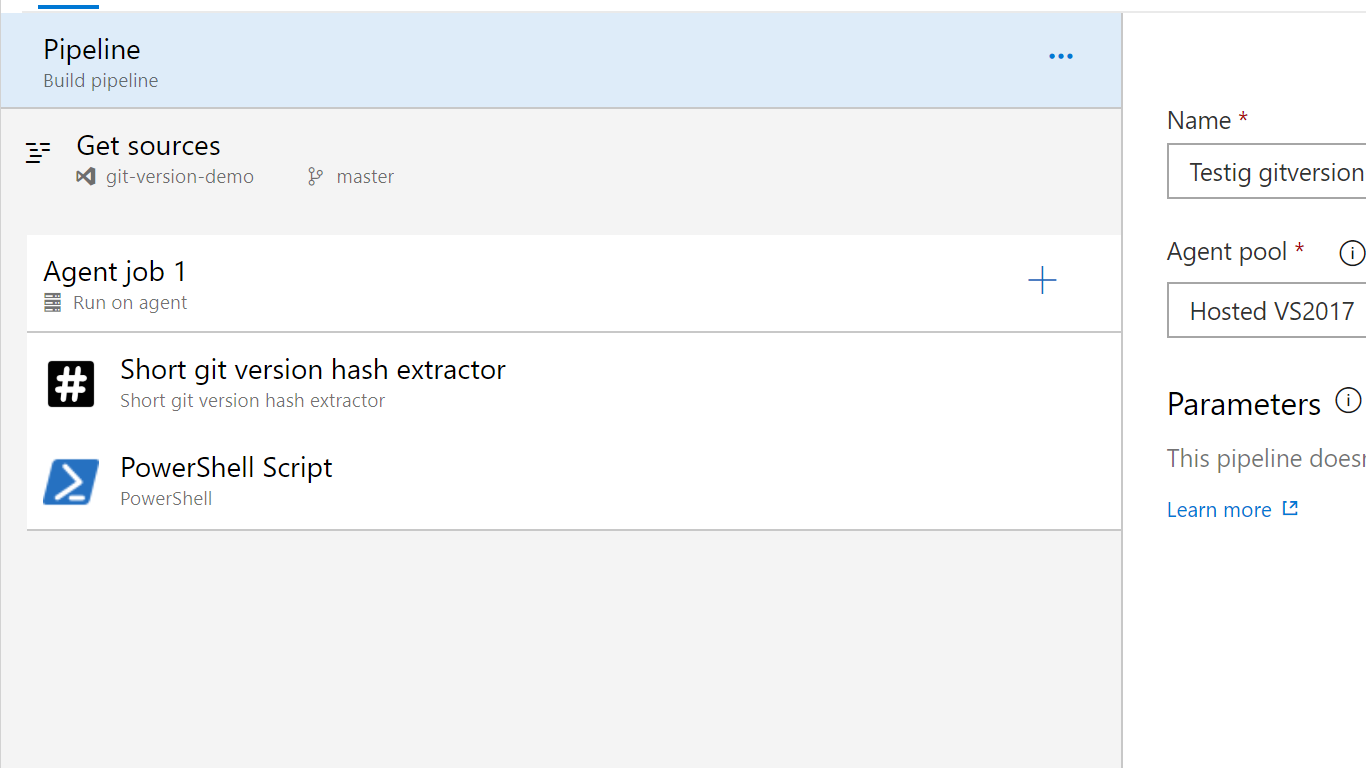 Pipeline
Build pipeline
Get sources
git-version-demo master
Agent job 1
Run on agent
Short git version hash extractor
Short git version hash extractor
PowerShell Script
PowerShell
Name *
Testig gitversion
Agent pool *
Hosted VS2017
Parameters
This pipeline does
Learn more